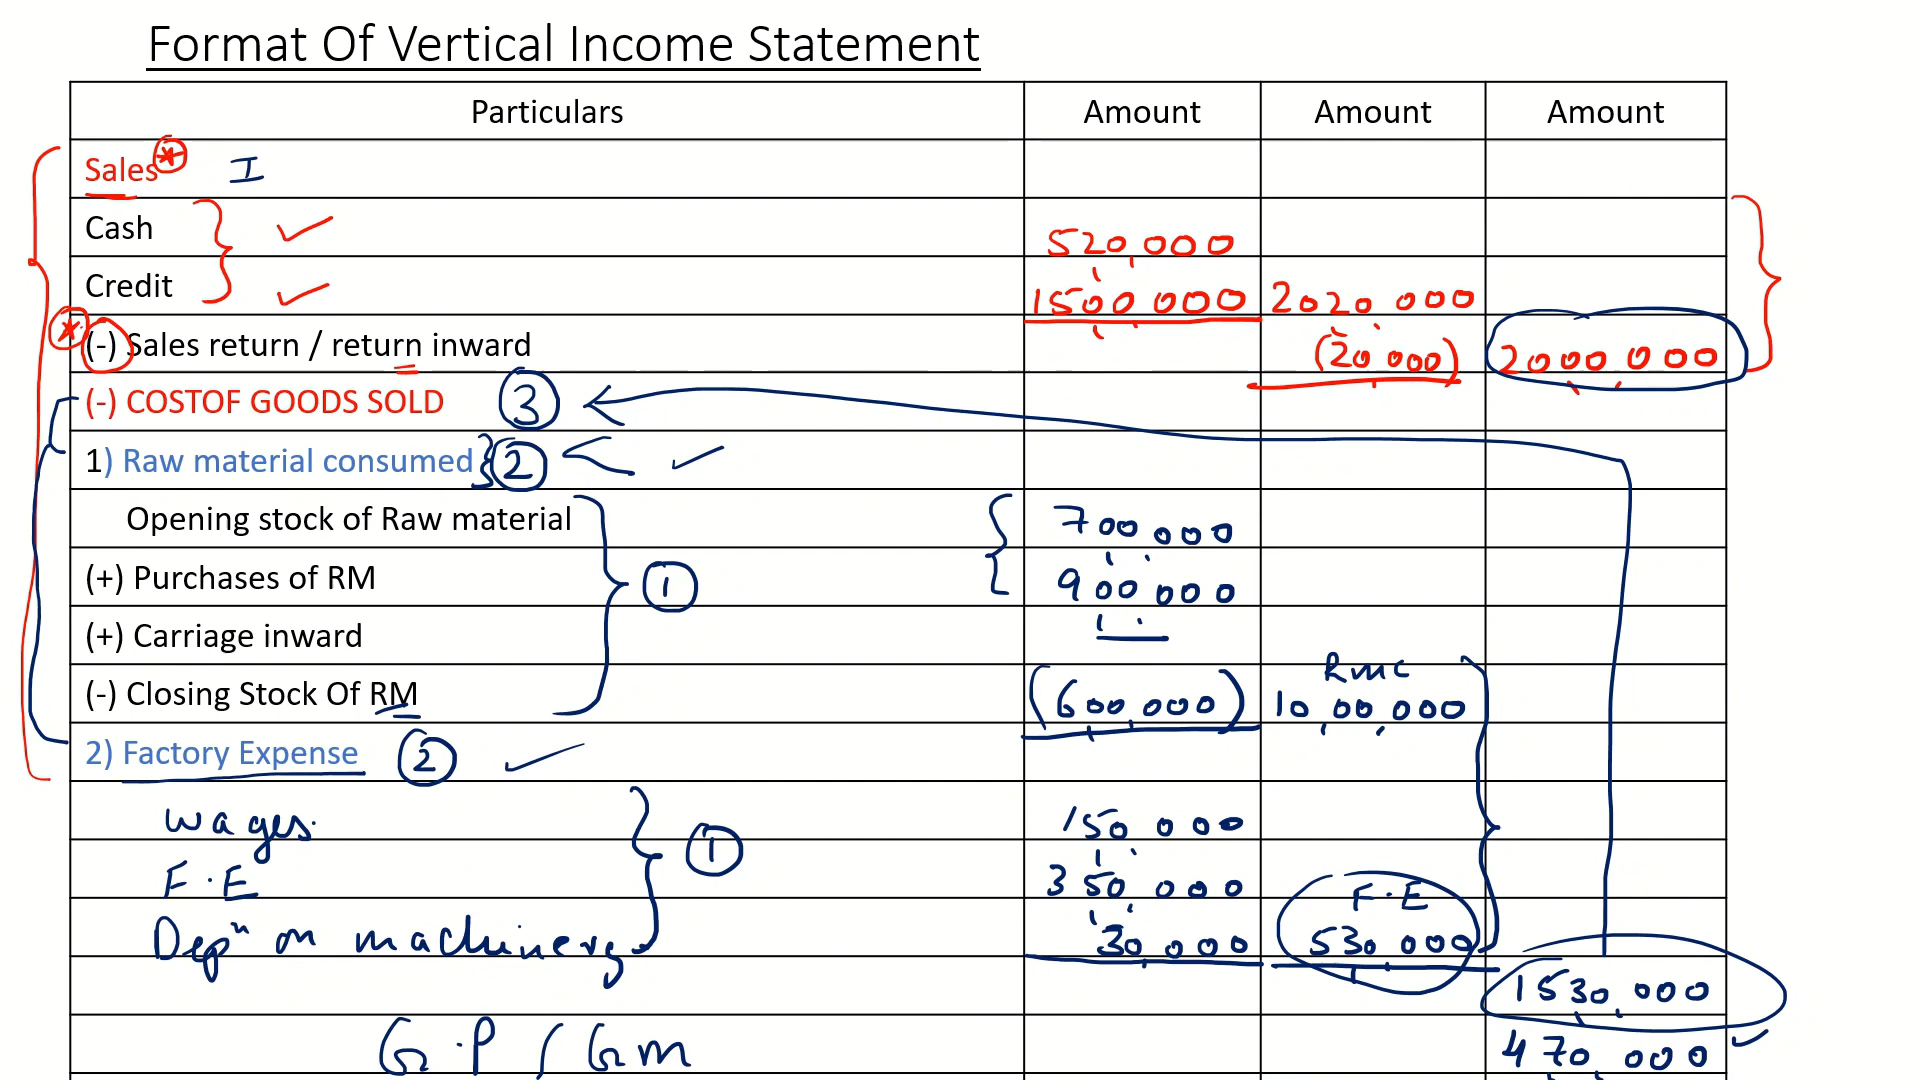 Format Of Vertical Income Statement
Particulars Amount Amount Amount
Sales* I
Cash 520,000
Credit 1500,000 2020,000
* (-) Sales return / return inward (20,000) 2000,000
(-) COSTOF GOODS SOLD 3
1) Raw material consumed 2
Opening stock of Raw material 700,000
(+) Purchases of RM 1 900,000
(+) Carriage inward
(-) Closing Stock Of RM (600,000) RMC 10,00,000
2) Factory Expense 2
Wages. 150,000
F.E 1 350,000
Depn on machinery 30,000 F.E 530,000
1530,000
G.P / Gm 470,000